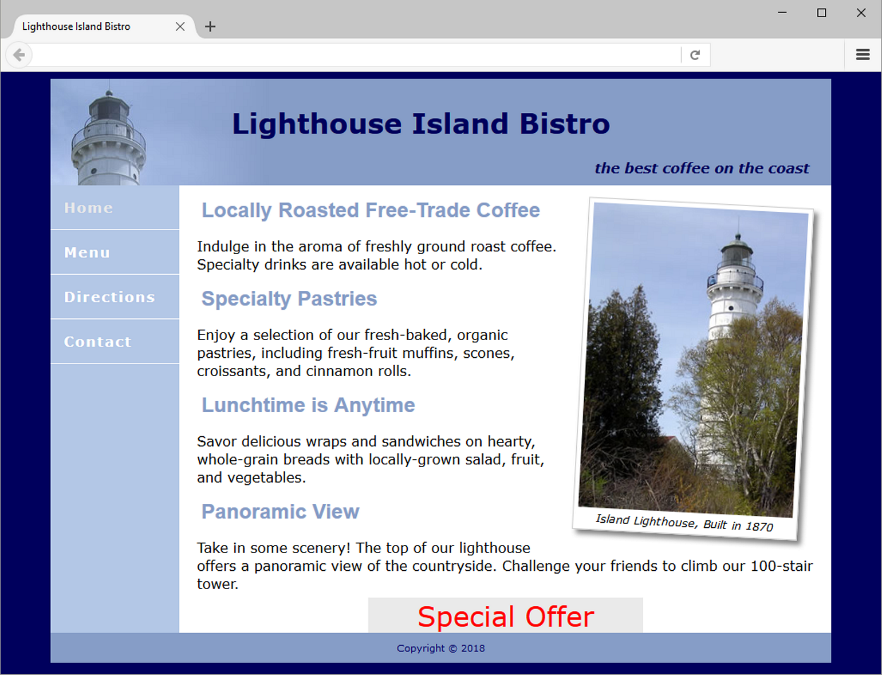 Lighthouse Island Bistro
Lighthouse Island Bistro
the best coffee on the coast
Home
Menu
Directions
Contact
Locally Roasted Free-Trade Coffee
Indulge in the aroma of freshly ground roast coffee.
Specialty drinks are available hot or cold.
Specialty Pastries
Enjoy a selection of our fresh-baked, organic
pastries, including fresh-fruit muffins, scones,
croissants, and cinnamon rolls.
Lunchtime is Anytime
Savor delicious wraps and sandwiches on hearty,
whole-grain breads with locally-grown salad, fruit,
and vegetables.
Panoramic View
Take in some scenery! The top of our lighthouse
offers a panoramic view of the countryside. Challenge your friends to climb our 100-stair
tower.
Island Lighthouse, Built in 1870
Special Offer
Copyright © 2018